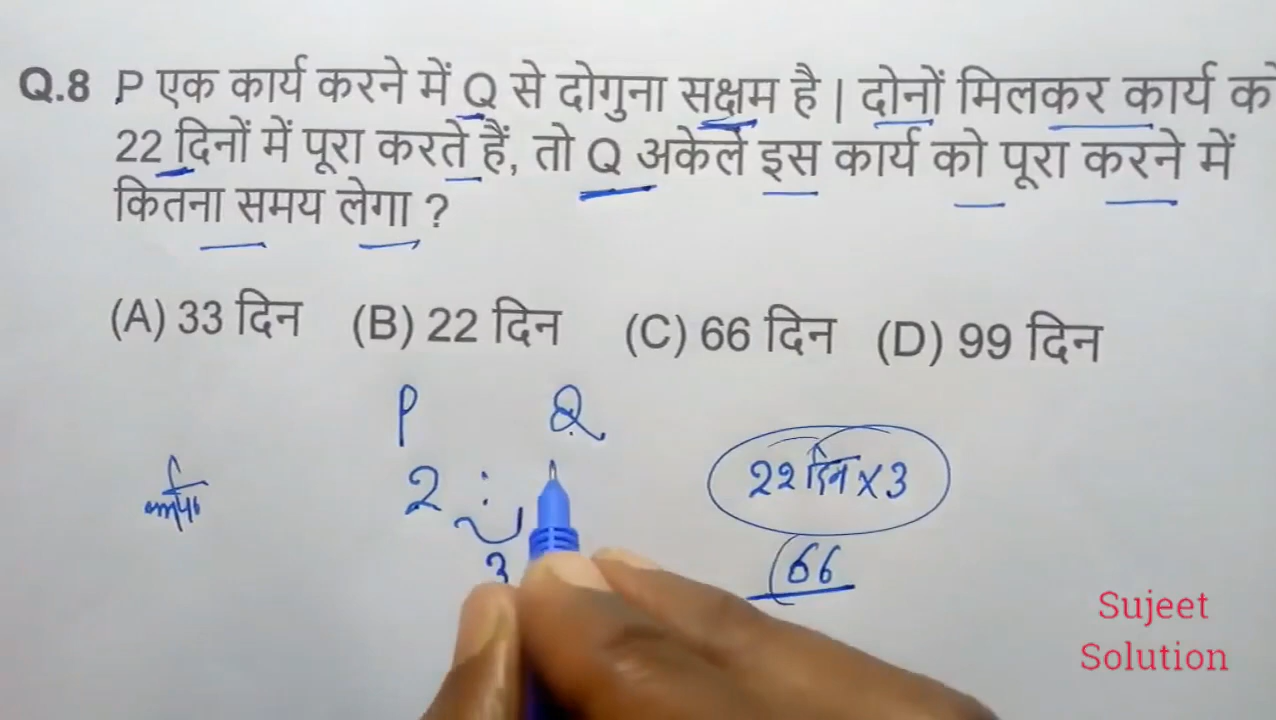 Q.8 P एक कार्य करने में Q से दोगुना सक्षम है | दोनों मिलकर कार्य को
22 दिनों में पूरा करते हैं, तो Q अकेले इस कार्य को पूरा करने में
कितना समय लेगा ?
(A) 33 दिन (B) 22 दिन (C) 66 दिन (D) 99 दिन
P Q
2 :
3
22 दिन x 3
66
Sujeet
Solution